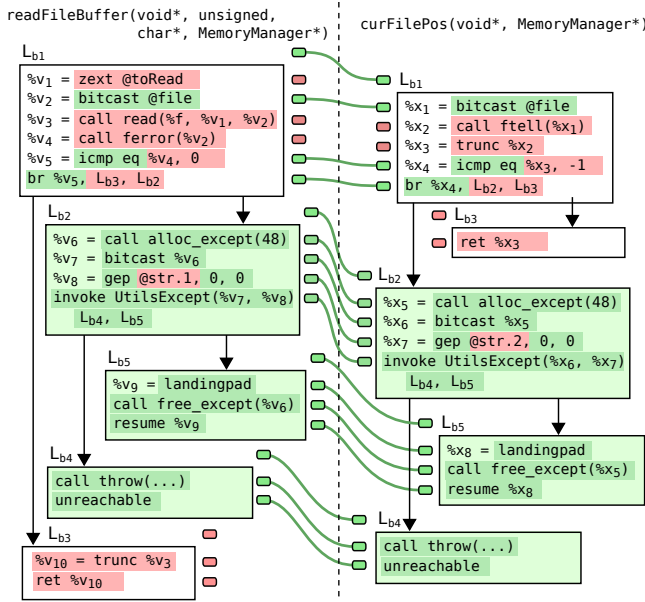 readFileBuffer(void*, unsigned,
char*, MemoryManager*)
Lb1
%v1 = zext @toRead
%v2 = bitcast @file
%v3 = call read(%f, %v1, %v2)
%v4 = call ferror(%v2)
%v5 = icmp eq %v4, 0
br %v5, Lb3, Lb2
Lb2
%v6 = call alloc_except(48)
%v7 = bitcast %v6
%v8 = gep @str.1, 0, 0
invoke UtilsExcept(%v7, %v8)
Lb4, Lb5
Lb5
%v9 = landingpad
call free_except(%v6)
resume %v9
Lb4
call throw(...)
unreachable
Lb3
%v10 = trunc %v3
ret %v10
curFilePos(void*, MemoryManager*)
Lb1
%x1 = bitcast @file
%x2 = call ftell(%x1)
%x3 = trunc %x2
%x4 = icmp eq %x3, -1
br %x4, Lb2, Lb3
Lb3
ret %x3
Lb2
%x5 = call alloc_except(48)
%x6 = bitcast %x5
%x7 = gep @str.2, 0, 0
invoke UtilsExcept(%x6, %x7)
Lb4, Lb5
Lb5
%x8 = landingpad
call free_except(%x5)
resume %x8
Lb4
call throw(...)
unreachable